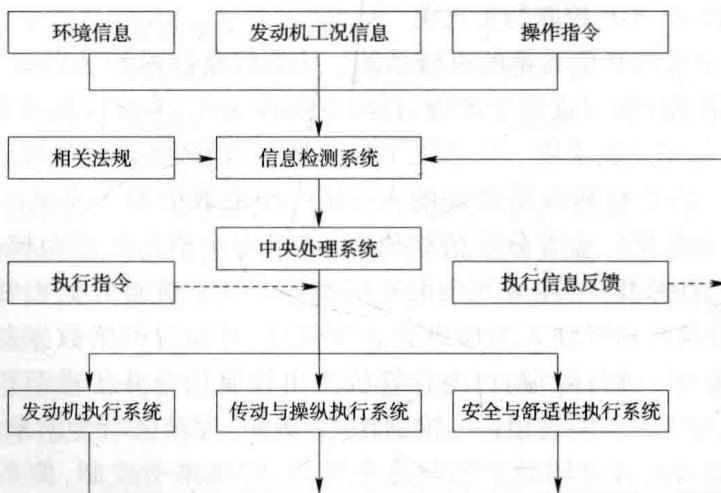 环境信息
发动机工况信息
操作指令
相关法规
信息检测系统
中央处理系统
执行指令
执行信息反馈
发动机执行系统
传动与操纵执行系统
安全与舒适性执行系统